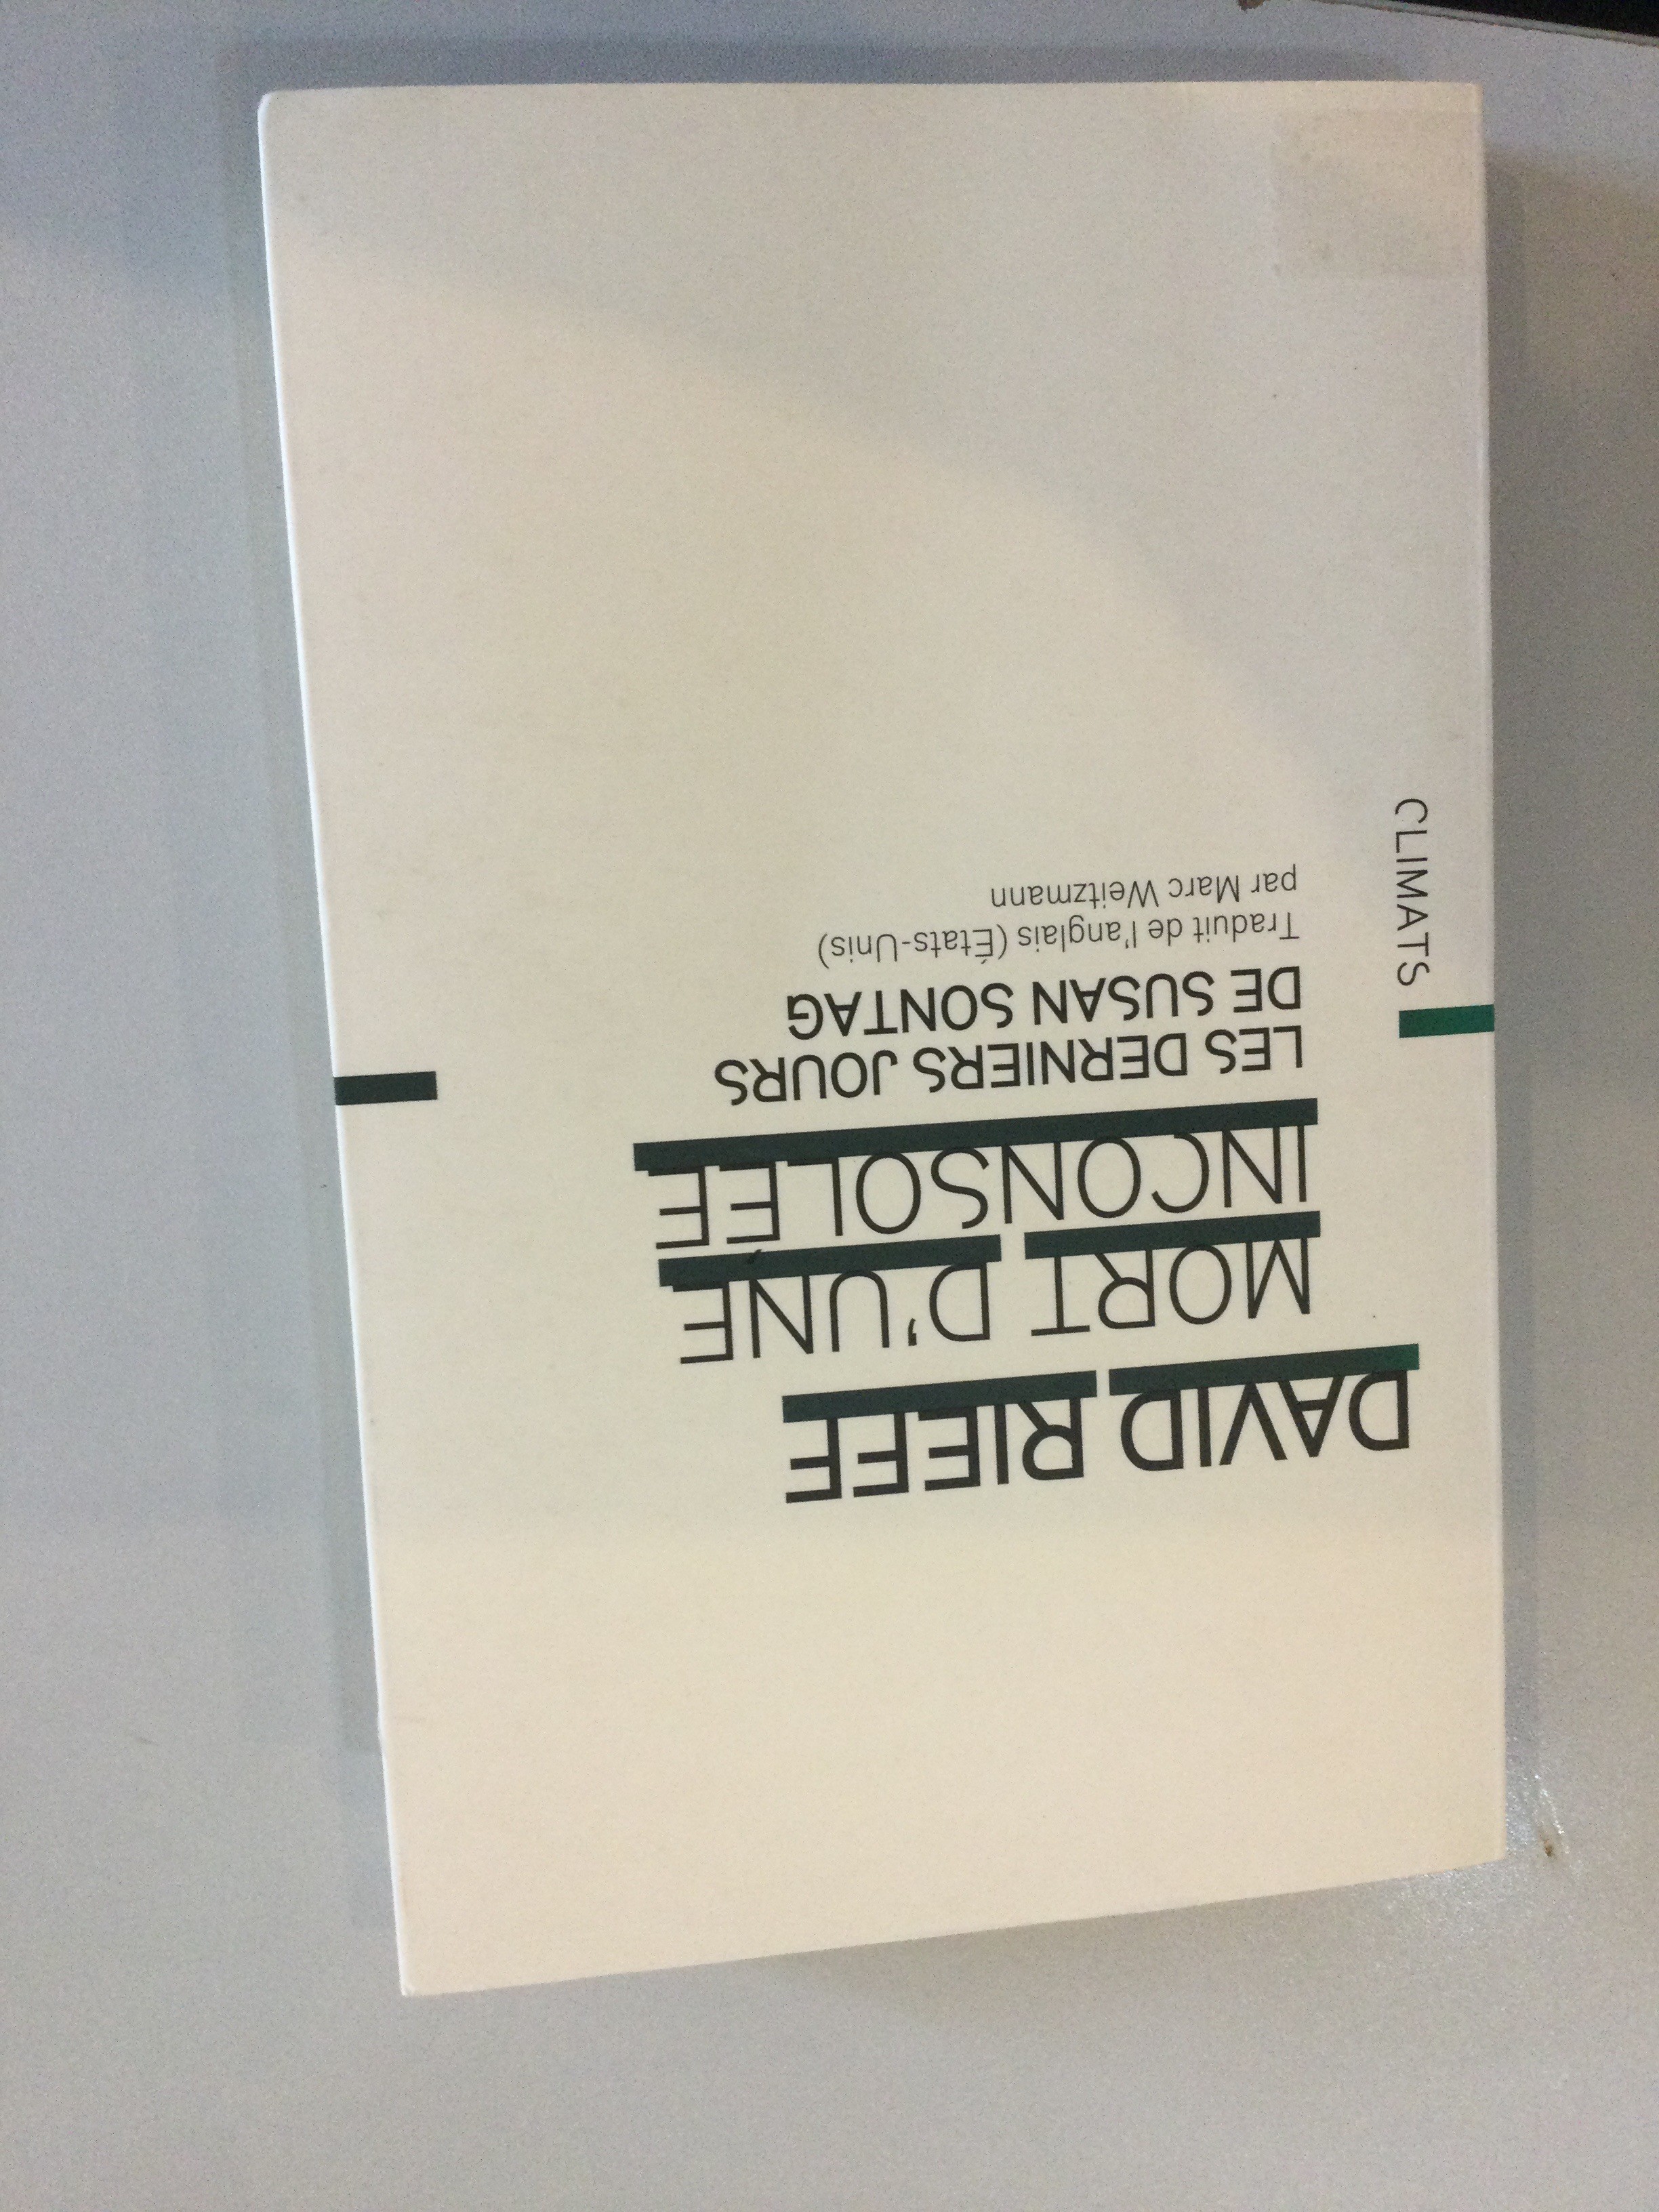 DAVID RIEFF
MORT D'UNE
INCONSOLÉE
LES DERNIERS JOURS
DE SUSAN SONTAG
Traduit de l'anglais (États-Unis)
par Marc Weitzmann
CLIMATS